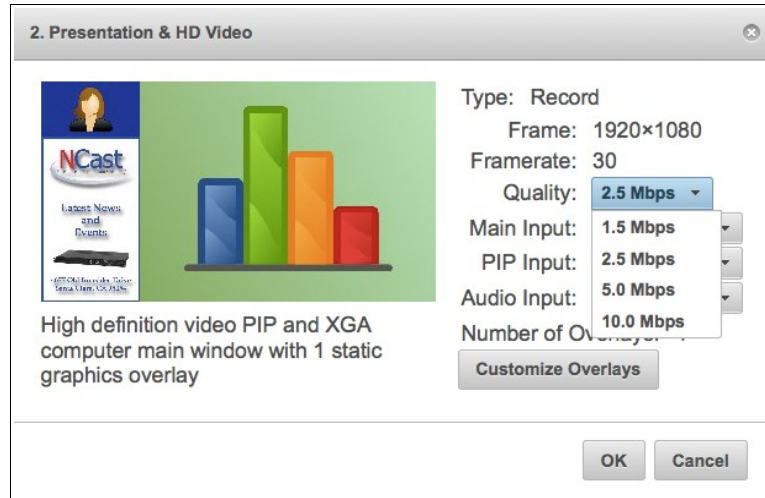 2. Presentation & HD Video
NCast
Latest News
and
Events
High definition video PIP and XGA
computer main window with 1 static
graphics overlay
Type: Record
Frame: 1920×1080
Framerate: 30
Quality: 2.5 Mbps
Main Input:
1.5 Mbps
PIP Input:
2.5 Mbps
Audio Input:
5.0 Mbps
10.0 Mbps
Number of
Customize Overlays
OK
Cancel